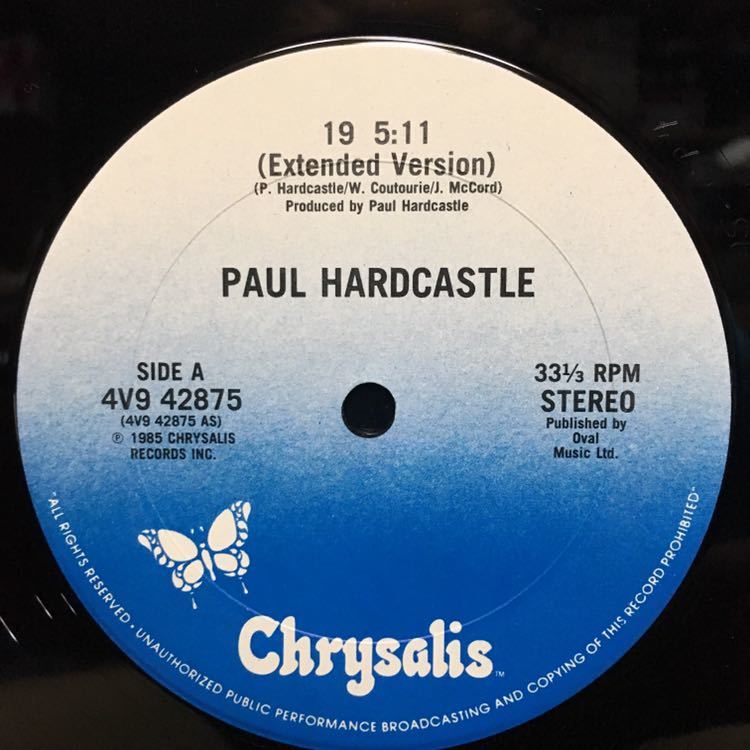 19 5:11
(Extended Version)
(P. Hardcastle/W. Coutourie/J. McCord)
Produced by Paul Hardcastle
PAUL HARDCASTLE
SIDE A
4V9 42875
(4V9 42875 AS)
℗ 1985 CHRYSALIS
RECORDS INC.
33⅓ RPM
STEREO
Published by
Oval
Music Ltd.
Chrysalis™
"ALL RIGHTS RESERVED • UNAUTHORIZED PUBLIC PERFORMANCE BROADCASTING AND COPYING OF THIS RECORD PROHIBITED"